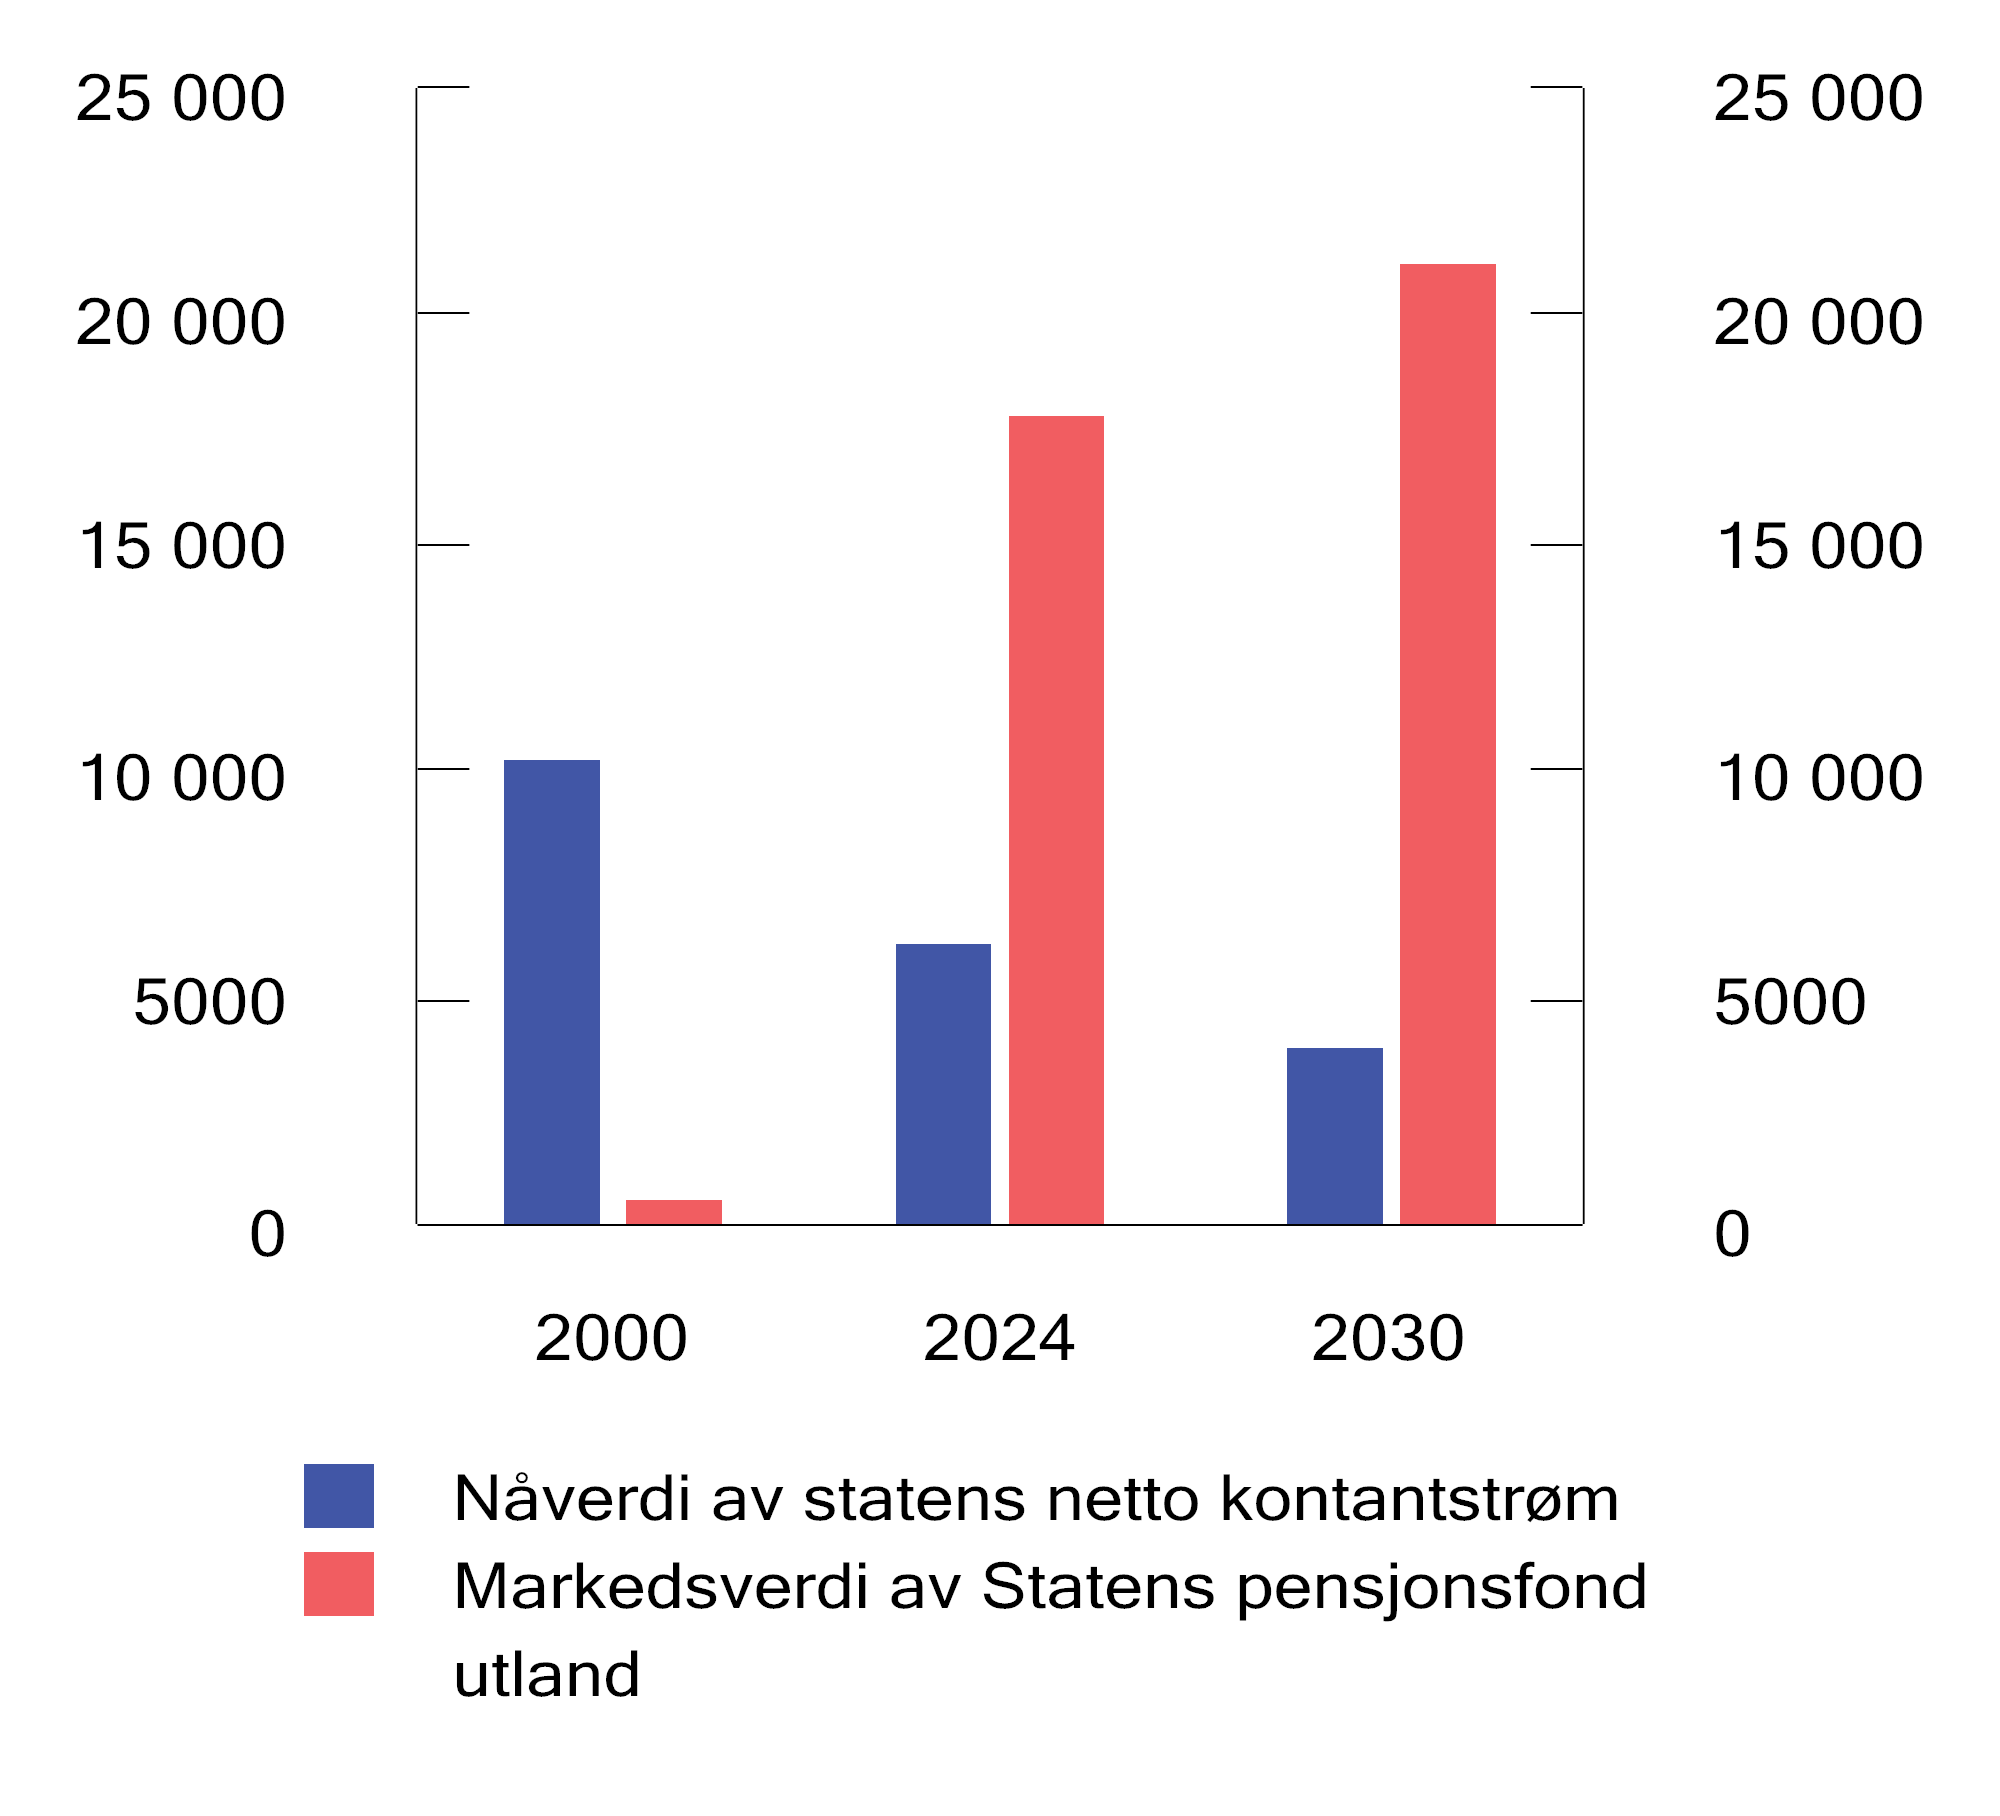 25 000 25 000
20 000 20 000
15 000 15 000
10 000 10 000
5000 5000
0 0
2000 2024 2030
Nåverdi av statens netto kontantstrøm
Markedsverdi av Statens pensjonsfond
utland